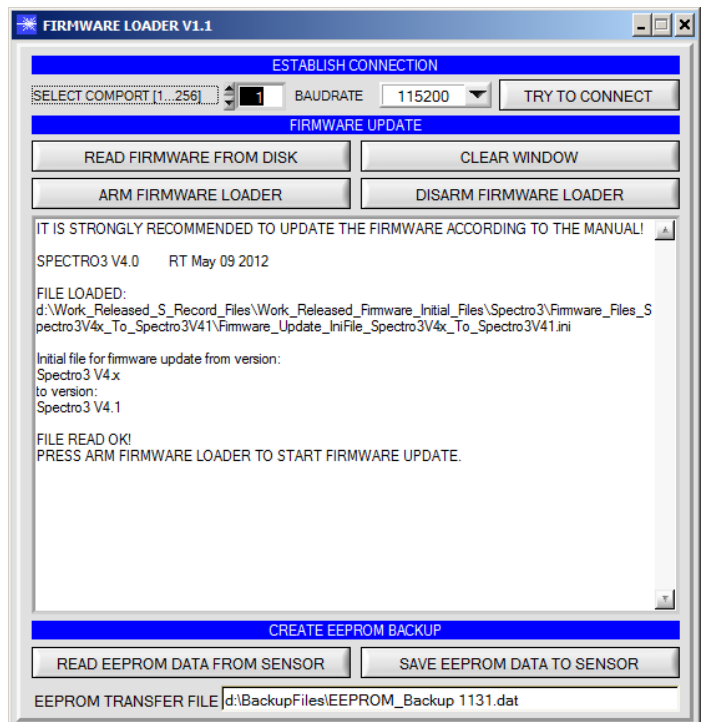 FIRMWARE LOADER V1.1
ESTABLISH CONNECTION
SELECT COMPORT [1...256] 1 BAUDRATE 115200 TRY TO CONNECT
FIRMWARE UPDATE
READ FIRMWARE FROM DISK CLEAR WINDOW
ARM FIRMWARE LOADER DISARM FIRMWARE LOADER
IT IS STRONGLY RECOMMENDED TO UPDATE THE FIRMWARE ACCORDING TO THE MANUAL!
SPECTRO3 V4.0 RT May 09 2012
FILE LOADED:
d:\Work_Released_S_Record_Files\Work_Released_Firmware_Initial_Files\Spectro3\Firmware_Files_S
pectro3V4x_To_Spectro3V41\Firmware_Update_IniFile_Spectro3V4x_To_Spectro3V41.ini
Initial file for firmware update from version:
Spectro3 V4.x
to version:
Spectro3 V4.1
FILE READ OK!
PRESS ARM FIRMWARE LOADER TO START FIRMWARE UPDATE.
CREATE EEPROM BACKUP
READ EEPROM DATA FROM SENSOR SAVE EEPROM DATA TO SENSOR
EEPROM TRANSFER FILE d:\BackupFiles\EEPROM_Backup 1131.dat